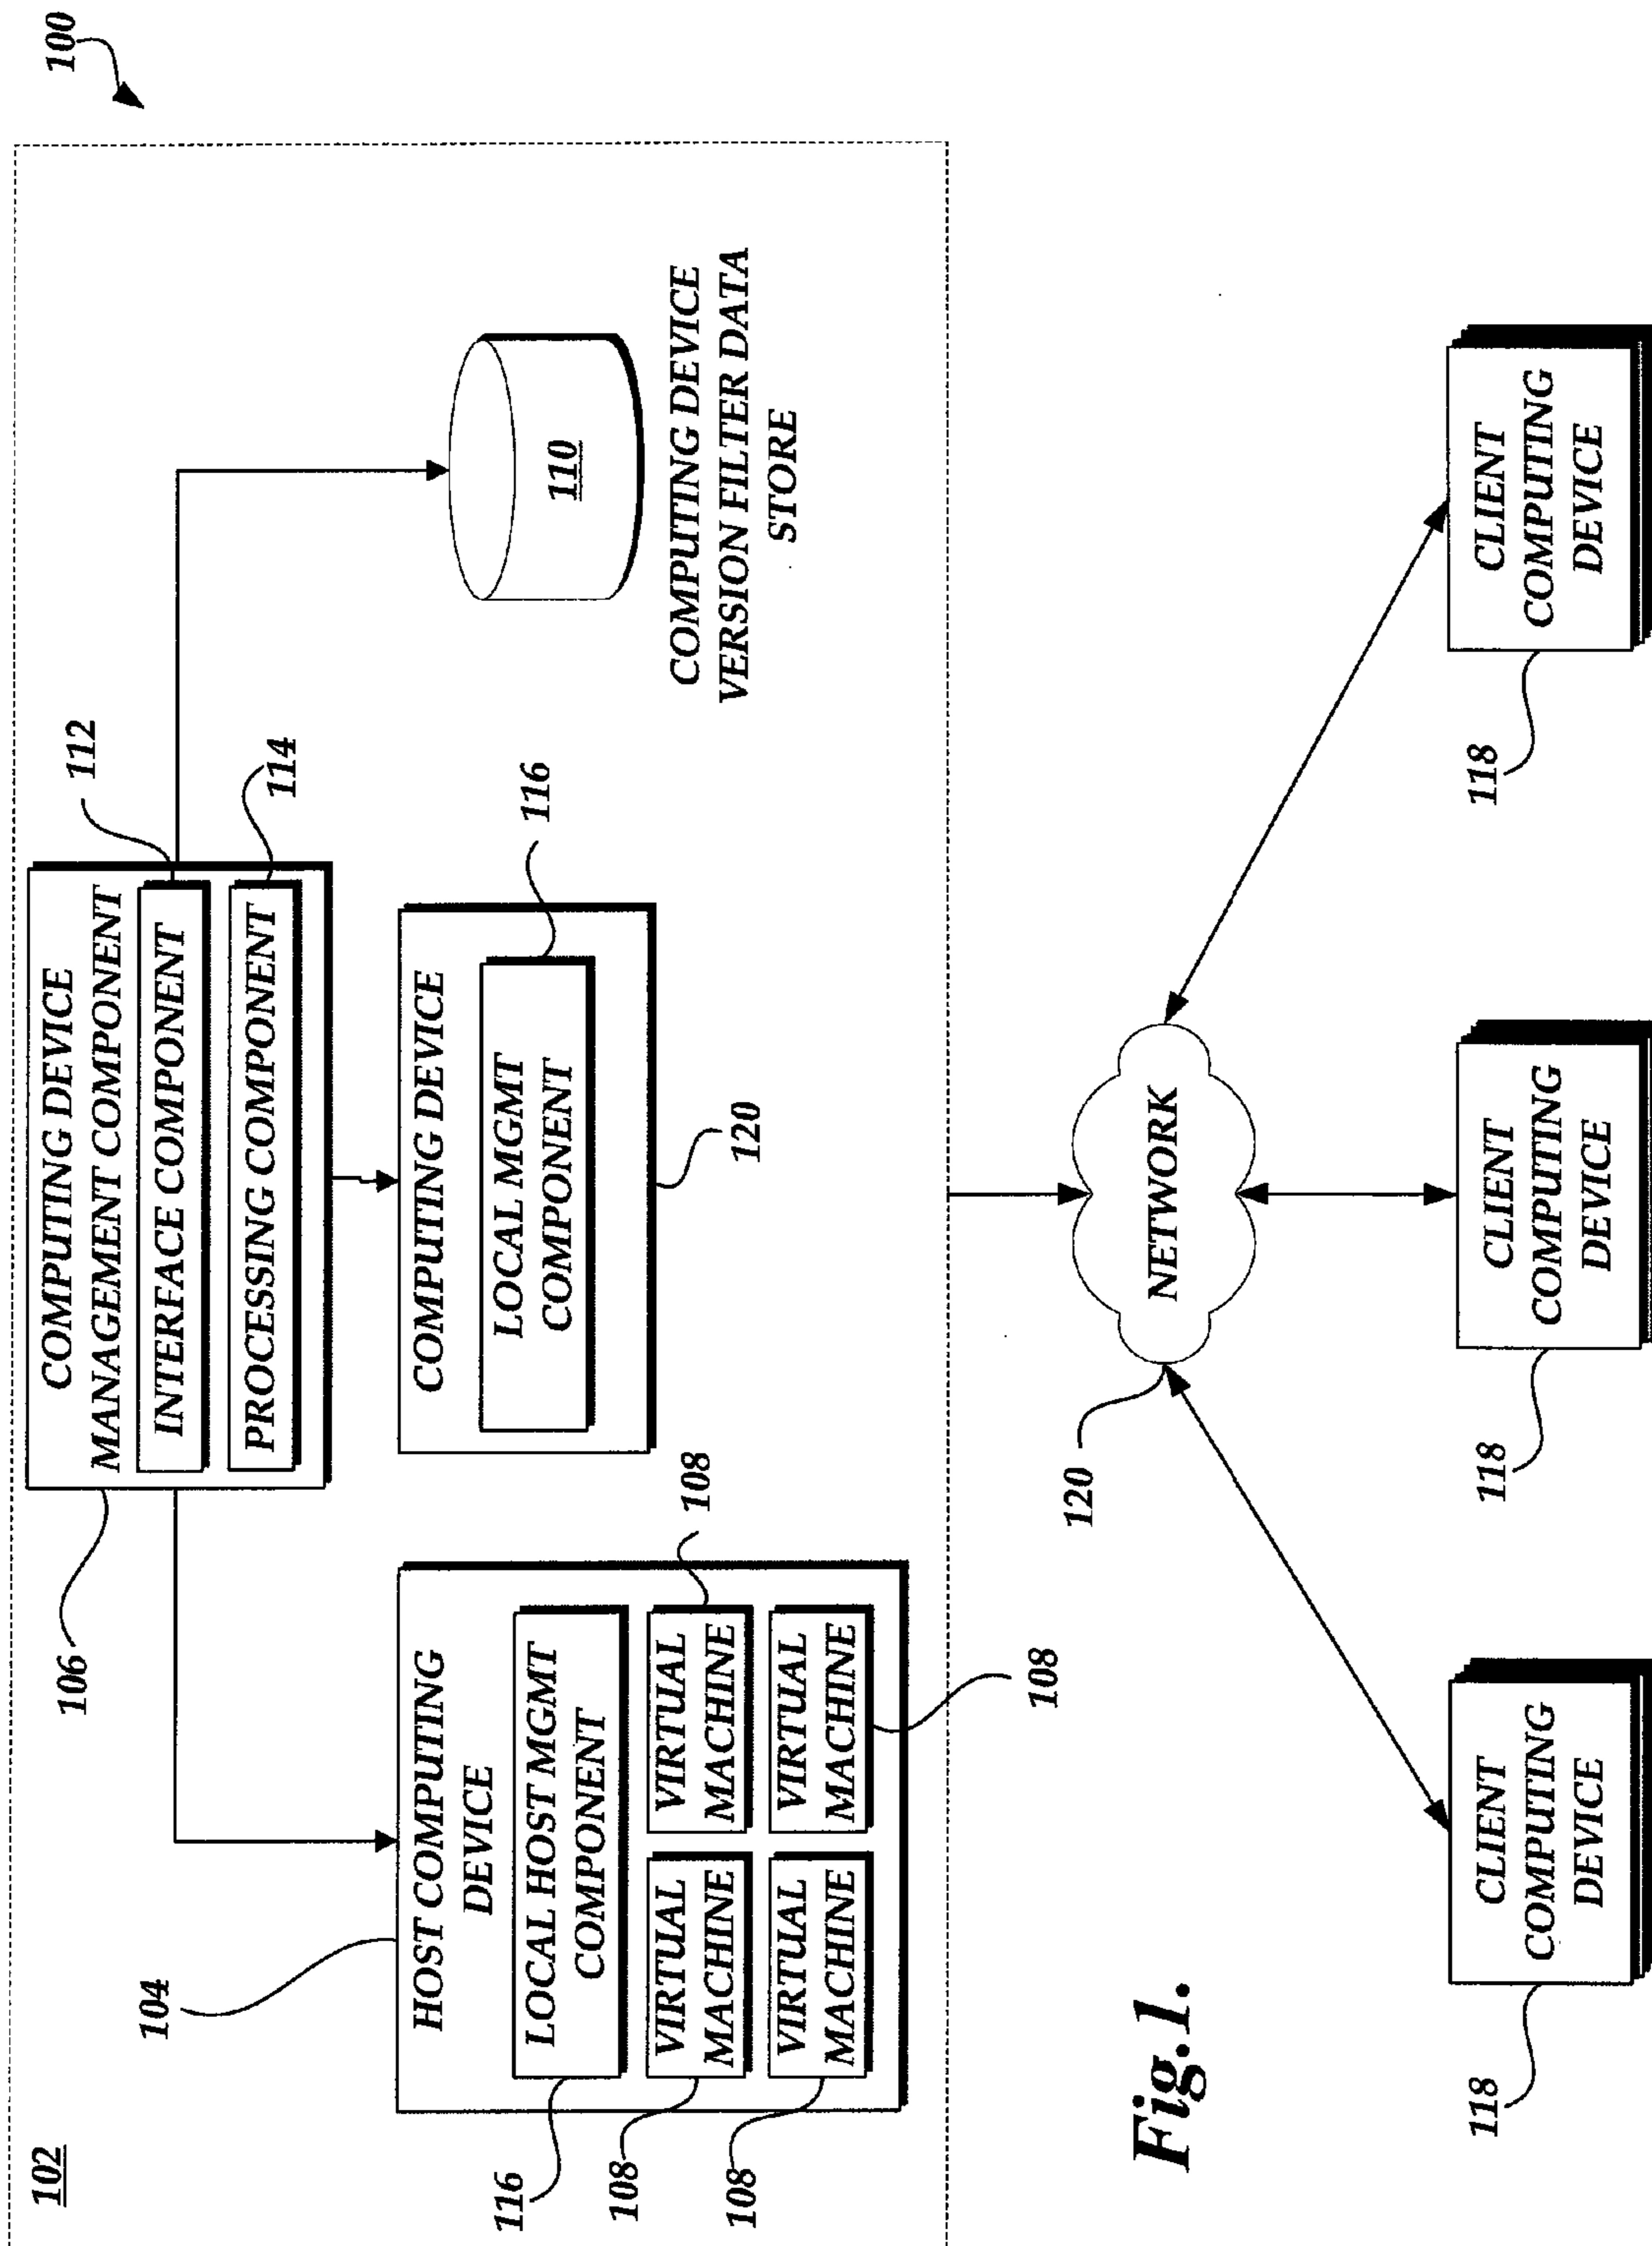 100
102
106
COMPUTING DEVICE
MANAGEMENT COMPONENT
INTERFACE COMPONENT
PROCESSING COMPONENT
112
114
104
HOST COMPUTING
DEVICE
LOCAL HOST MGMT
COMPONENT
116
VIRTUAL
MACHINE
108
VIRTUAL
MACHINE
108
VIRTUAL
MACHINE
108
VIRTUAL
MACHINE
108
COMPUTING DEVICE
LOCAL MGMT
COMPONENT
116
120
110
COMPUTING DEVICE
VERSION FILTER DATA
STORE
NETWORK
120
Fig.1.
CLIENT
COMPUTING
DEVICE
118
CLIENT
COMPUTING
DEVICE
118
CLIENT
COMPUTING
DEVICE
118